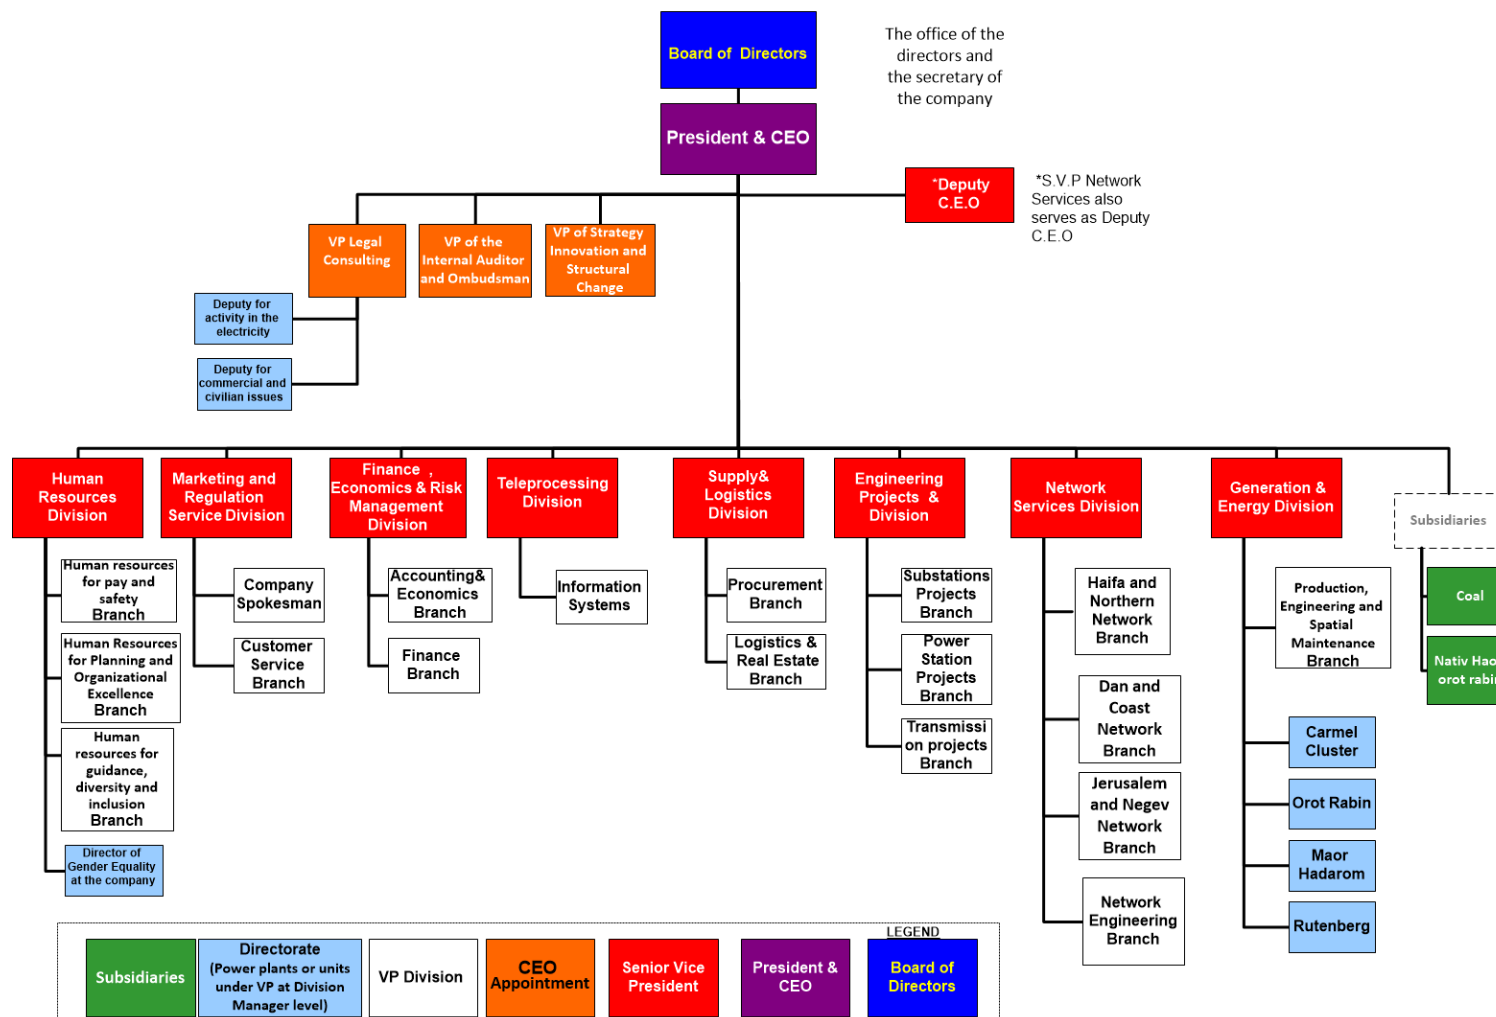 Board of Directors
The office of the
directors and
the secretary of
the company
President & CEO
*Deputy
C.E.O
*S.V.P Network
Services also
serves as Deputy
C.E.O
VP Legal
Consulting
VP of the
Internal Auditor
and Ombudsman
VP of Strategy
Innovation and
Structural
Change
Deputy for
activity in the
electricity
Deputy for
commercial and
civilian issues
Human
Resources
Division
Marketing and
Regulation
Service Division
Finance ,
Economics & Risk
Management
Division
Teleprocessing
Division
Supply&
Logistics
Division
Engineering
Projects &
Division
Network
Services Division
Generation &
Energy Division
Subsidiaries
Human resources
for pay and
safety
Branch
Human Resources
for Planning and
Organizational
Excellence
Branch
Human
resources for
guidance,
diversity and
inclusion
Branch
Director of
Gender Equality
at the company
Company
Spokesman
Customer
Service
Branch
Accounting&
Economics
Branch
Finance
Branch
Information
Systems
Procurement
Branch
Logistics &
Real Estate
Branch
Substations
Projects
Branch
Power
Station
Projects
Branch
Transmissi
on projects
Branch
Haifa and
Northern
Network
Branch
Dan and
Coast
Network
Branch
Jerusalem
and Negev
Network
Branch
Network
Engineering
Branch
Production,
Engineering and
Spatial
Maintenance
Branch
Carmel
Cluster
Orot Rabin
Maor
Hadarom
Rutenberg
Coal
Nativ
orot rabin
LEGEND
Subsidiaries
Directorate
(Power plants or units
under VP at Division
Manager level)
VP Division
CEO
Appointment
Senior Vice
President
President &
CEO
Board of
Directors